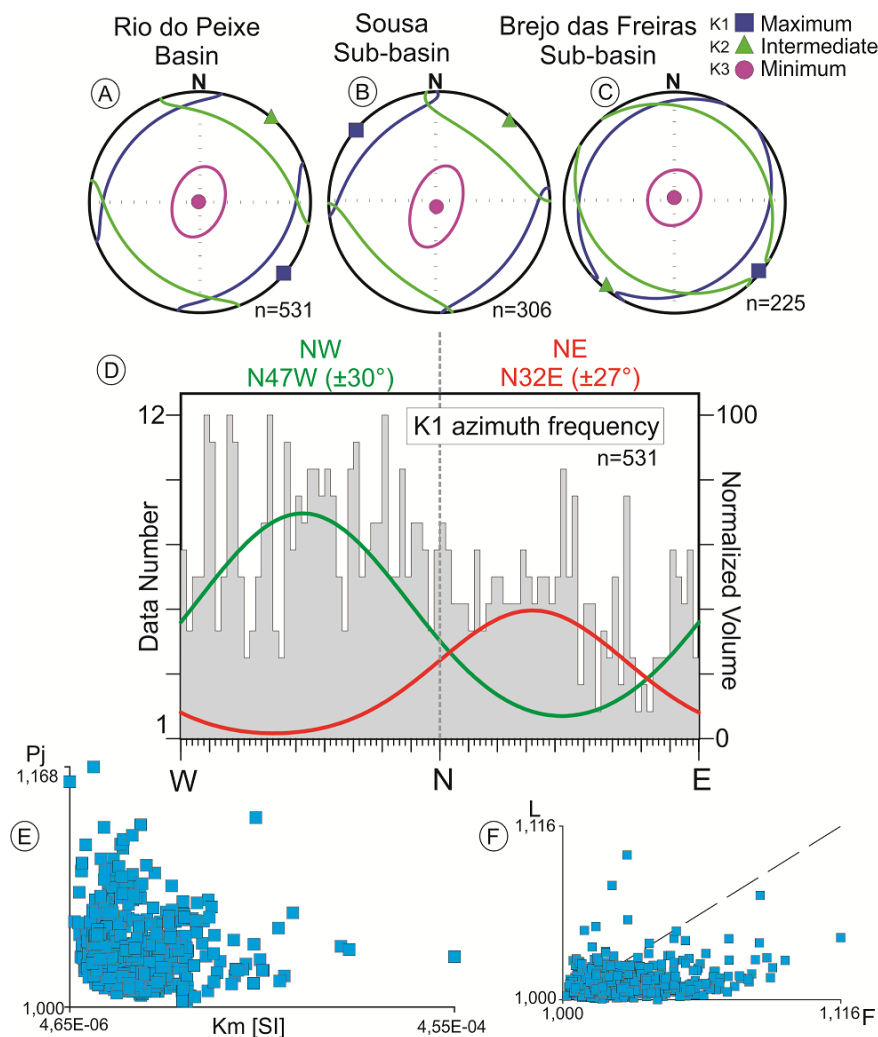 Rio do Peixe
Basin
Sousa
Sub-basin
Brejo das Freiras
Sub-basin
K1 Maximum
K2 Intermediate
K3 Minimum
A
N
n=531
B
N
n=306
C
N
n=225
D
NW
N47W (±30°)
NE
N32E (±27°)
K1 azimuth frequency
n=531
12
Data Number
1
100
Normalized Volume
0
W
N
E
E
Pj
1,168
1,000
4,65E-06
Km [SI]
4,55E-04
F
L
1,116
1,000
1,000
1,116
F